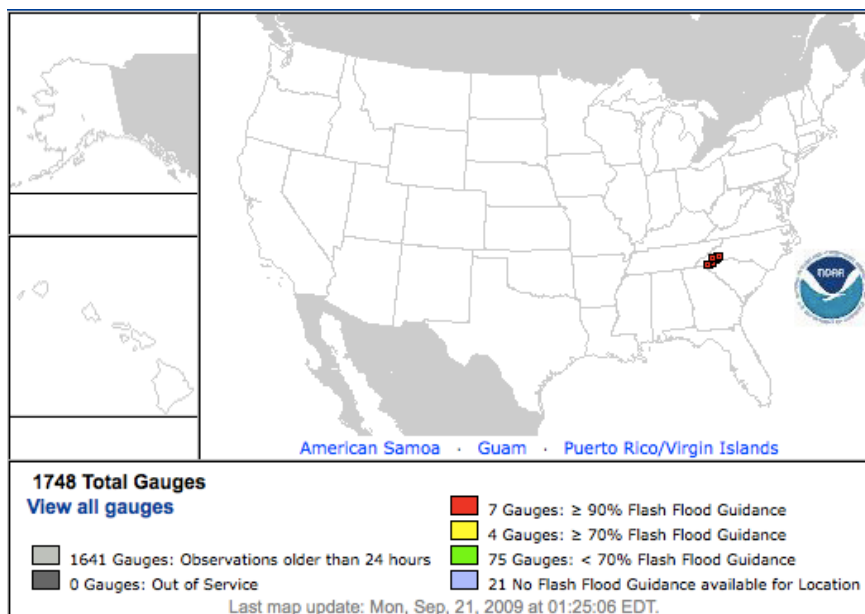 NOAA
American Samoa · Guam · Puerto Rico/Virgin Islands
1748 Total Gauges
View all gauges
1641 Gauges: Observations older than 24 hours
0 Gauges: Out of Service
7 Gauges: ≥ 90% Flash Flood Guidance
4 Gauges: ≥ 70% Flash Flood Guidance
75 Gauges: < 70% Flash Flood Guidance
21 No Flash Flood Guidance available for Location
Last map update: Mon, Sep, 21, 2009 at 01:25:06 EDT.